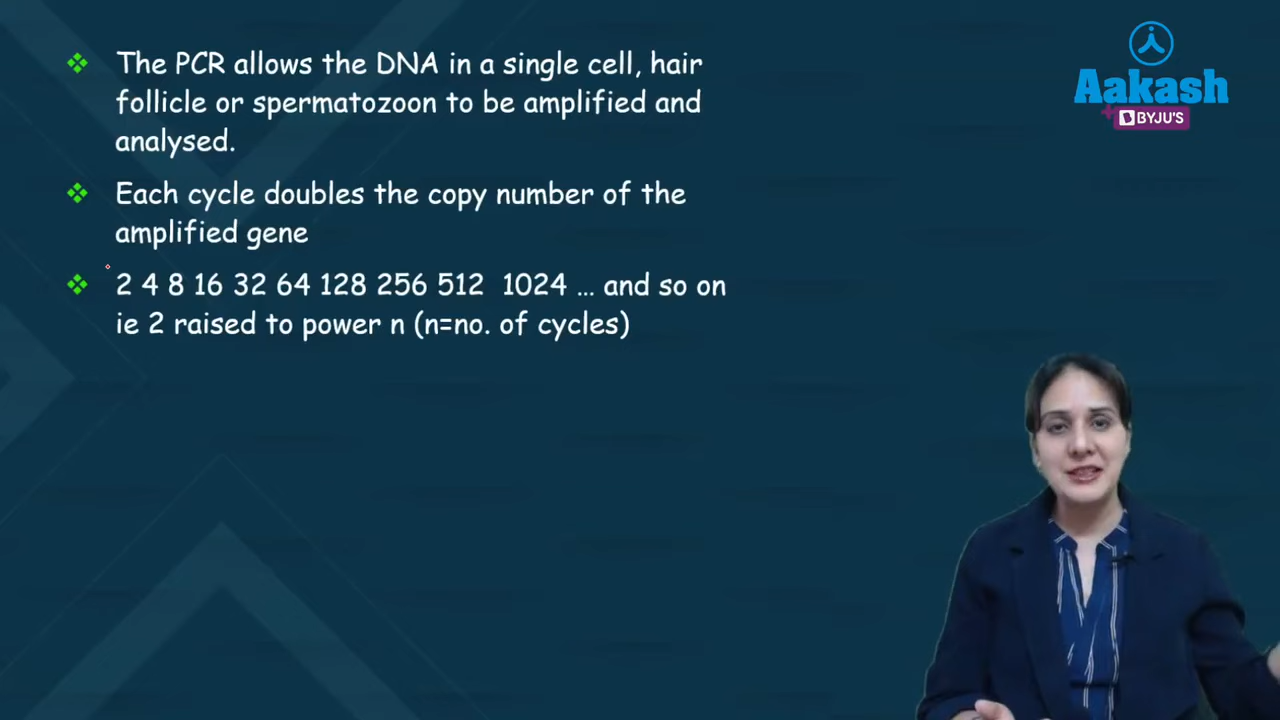 The PCR allows the DNA in a single cell, hair
follicle or spermatozoon to be amplified and
analysed.
Each cycle doubles the copy number of the
amplified gene
2 4 8 16 32 64 128 256 512 1024 ... and so on
ie 2 raised to power n (n=no. of cycles)
Aakash
+ BYJU'S